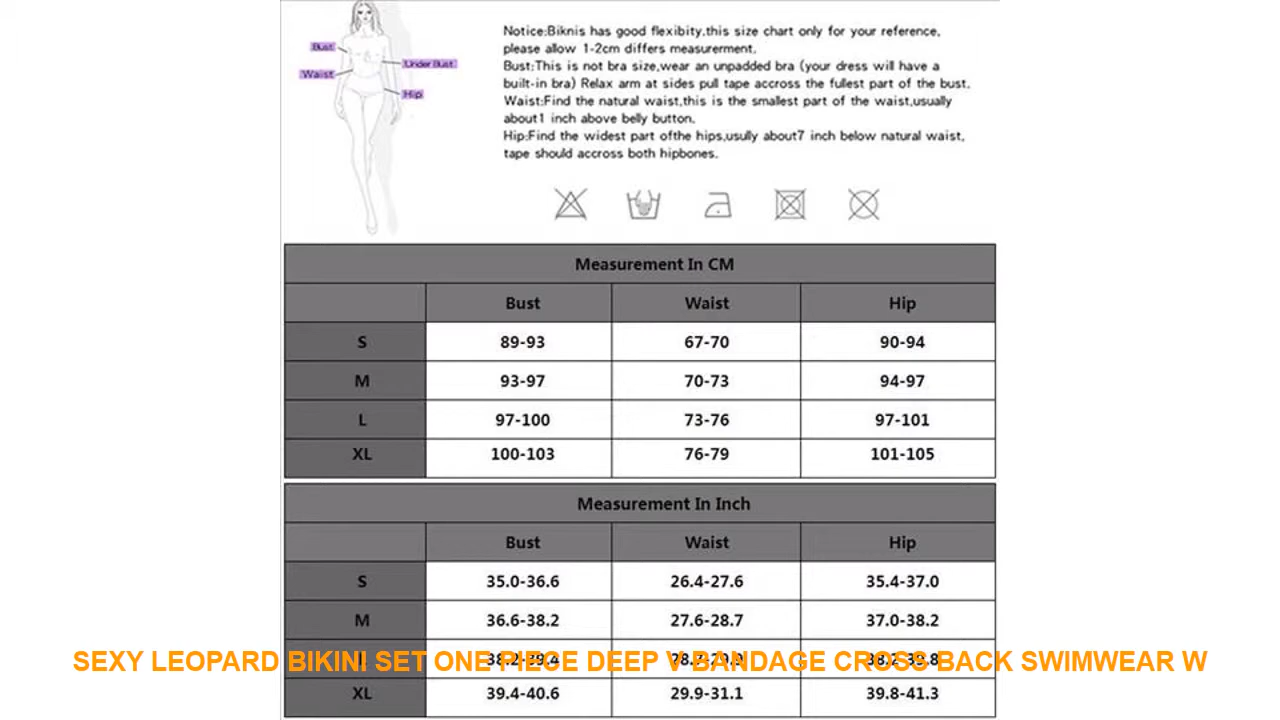 Bust
Waist
Under Bust
Hip
Notice:Biknis has good flexibity,this size chart only for your reference,
please allow 1-2cm differs measurerment.
Bust:This is not bra size,wear an unpadded bra (your dress will have a
built-in bra) Relax arm at sides pull tape accross the fullest part of the bust.
Waist:Find the natural waist,this is the smallest part of the waist,usually
about1 inch above belly button.
Hip:Find the widest part ofthe hips,usully about7 inch below natural waist,
tape should accross both hipbones.
Measurement In CM
Bust Waist Hip
S 89-93 67-70 90-94
M 93-97 70-73 94-97
L 97-100 73-76 97-101
XL 100-103 76-79 101-105
Measurement In Inch
Bust Waist Hip
S 35.0-36.6 26.4-27.6 35.4-37.0
M 36.6-38.2 27.6-28.7 37.0-38.2
SEXY LEOPARD BIKINI SET ONE PIECE DEEP V BANDAGE CROSS BACK SWIMWEAR W
XL 39.4-40.6 29.9-31.1 39.8-41.3